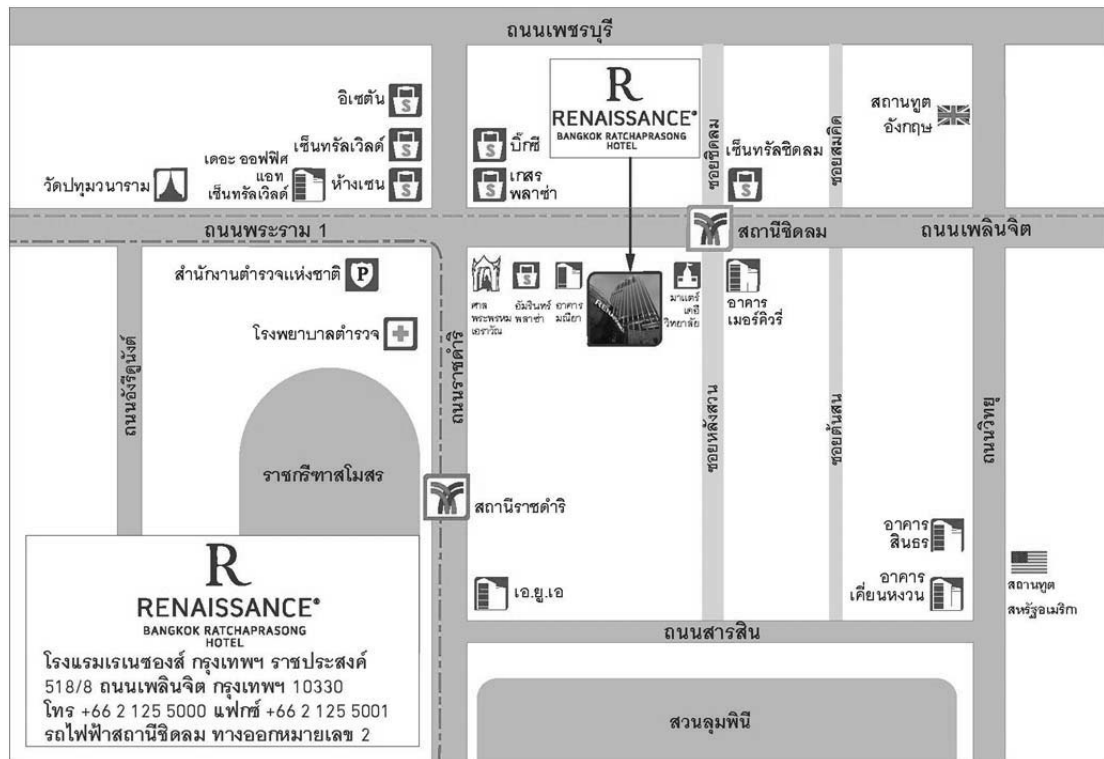 ถนนเพชรบุรี
R
RENAISSANCE®
BANGKOK RATCHAPRASONG
HOTEL
อิเซตัน
เซ็นทรัลเวิลด์
เดอะ ออฟฟิศ
แอท
เซ็นทรัลเวิลด์
ห้างเซน
วัดปทุมวนาราม
บิ๊กซี
เกสร
พลาซ่า
ซอยชิดลม
เซ็นทรัลชิดลม
ซอยสมคิด
สถานทูต
อังกฤษ
ถนนพระราม 1
สถานีชิดลม
ถนนเพลินจิต
สำนักงานตำรวจแห่งชาติ
P
โรงพยาบาลตำรวจ
ศาล
พระพรหม
เอราวัณ
อัมรินทร์
พลาซ่า
อาคาร
มณียา
มาแตร์
เดอี
วิทยาลัย
อาคาร
เมอร์คิวรี่
ถนนอังรีดูนังต์
ถนนราชดำริ
ซอยหลังสวน
ซอยต้นสน
ถนนวิทยุ
ราชกรีฑาสโมสร
สถานีราชดำริ
อาคาร
สินธร
อาคาร
เคี่ยนหงวน
สถานทูต
สหรัฐอเมริกา
เอ.ยู.เอ
ถนนสารสิน
สวนลุมพินี
R
RENAISSANCE®
BANGKOK RATCHAPRASONG
HOTEL
โรงแรมเรเนซองส์ กรุงเทพฯ ราชประสงค์
518/8 ถนนเพลินจิต กรุงเทพฯ 10330
โทร +66 2 125 5000 แฟกซ์ +66 2 125 5001
รถไฟฟ้าสถานีชิดลม ทางออกหมายเลข 2